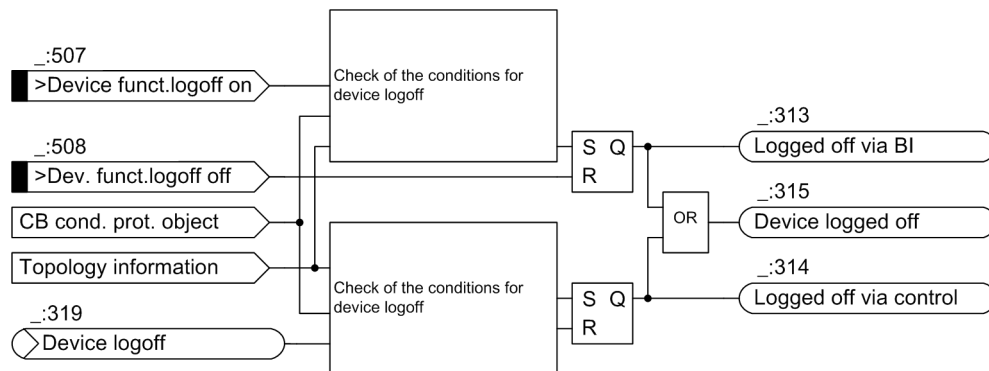 _:507
>Device funct.logoff on
_:508
>Dev. funct.logoff off
CB cond. prot. object
Topology information
_:319
Device logoff
Check of the conditions for
device logoff
Check of the conditions for
device logoff
S Q
R
S Q
R
OR
_:313
Logged off via BI
_:315
Device logged off
_:314
Logged off via control